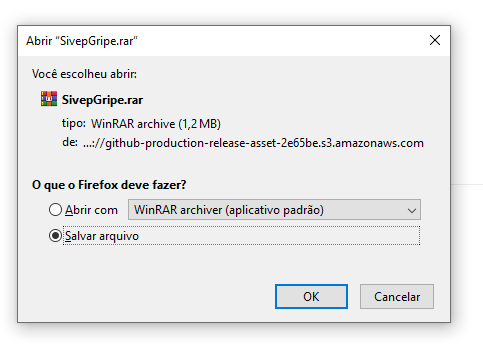 Abrir “SivepGripe.rar”
Você escolheu abrir:
SivepGripe.rar
tipo: WinRAR archive (1,2 MB)
de: ...://github-production-release-asset-2e65be.s3.amazonaws.com
O que o Firefox deve fazer?
Abrir com WinRAR archiver (aplicativo padrão)
Salvar arquivo
OK Cancelar